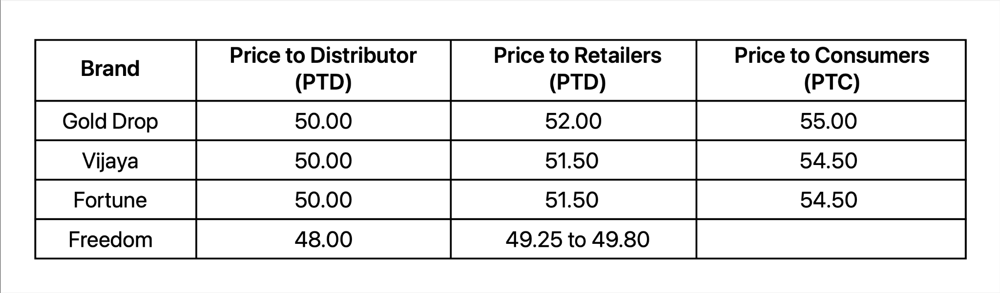 Brand | Price to Distributor (PTD) | Price to Retailers (PTD) | Price to Consumers (PTC)
Gold Drop | 50.00 | 52.00 | 55.00
Vijaya | 50.00 | 51.50 | 54.50
Fortune | 50.00 | 51.50 | 54.50
Freedom | 48.00 | 49.25 to 49.80 |